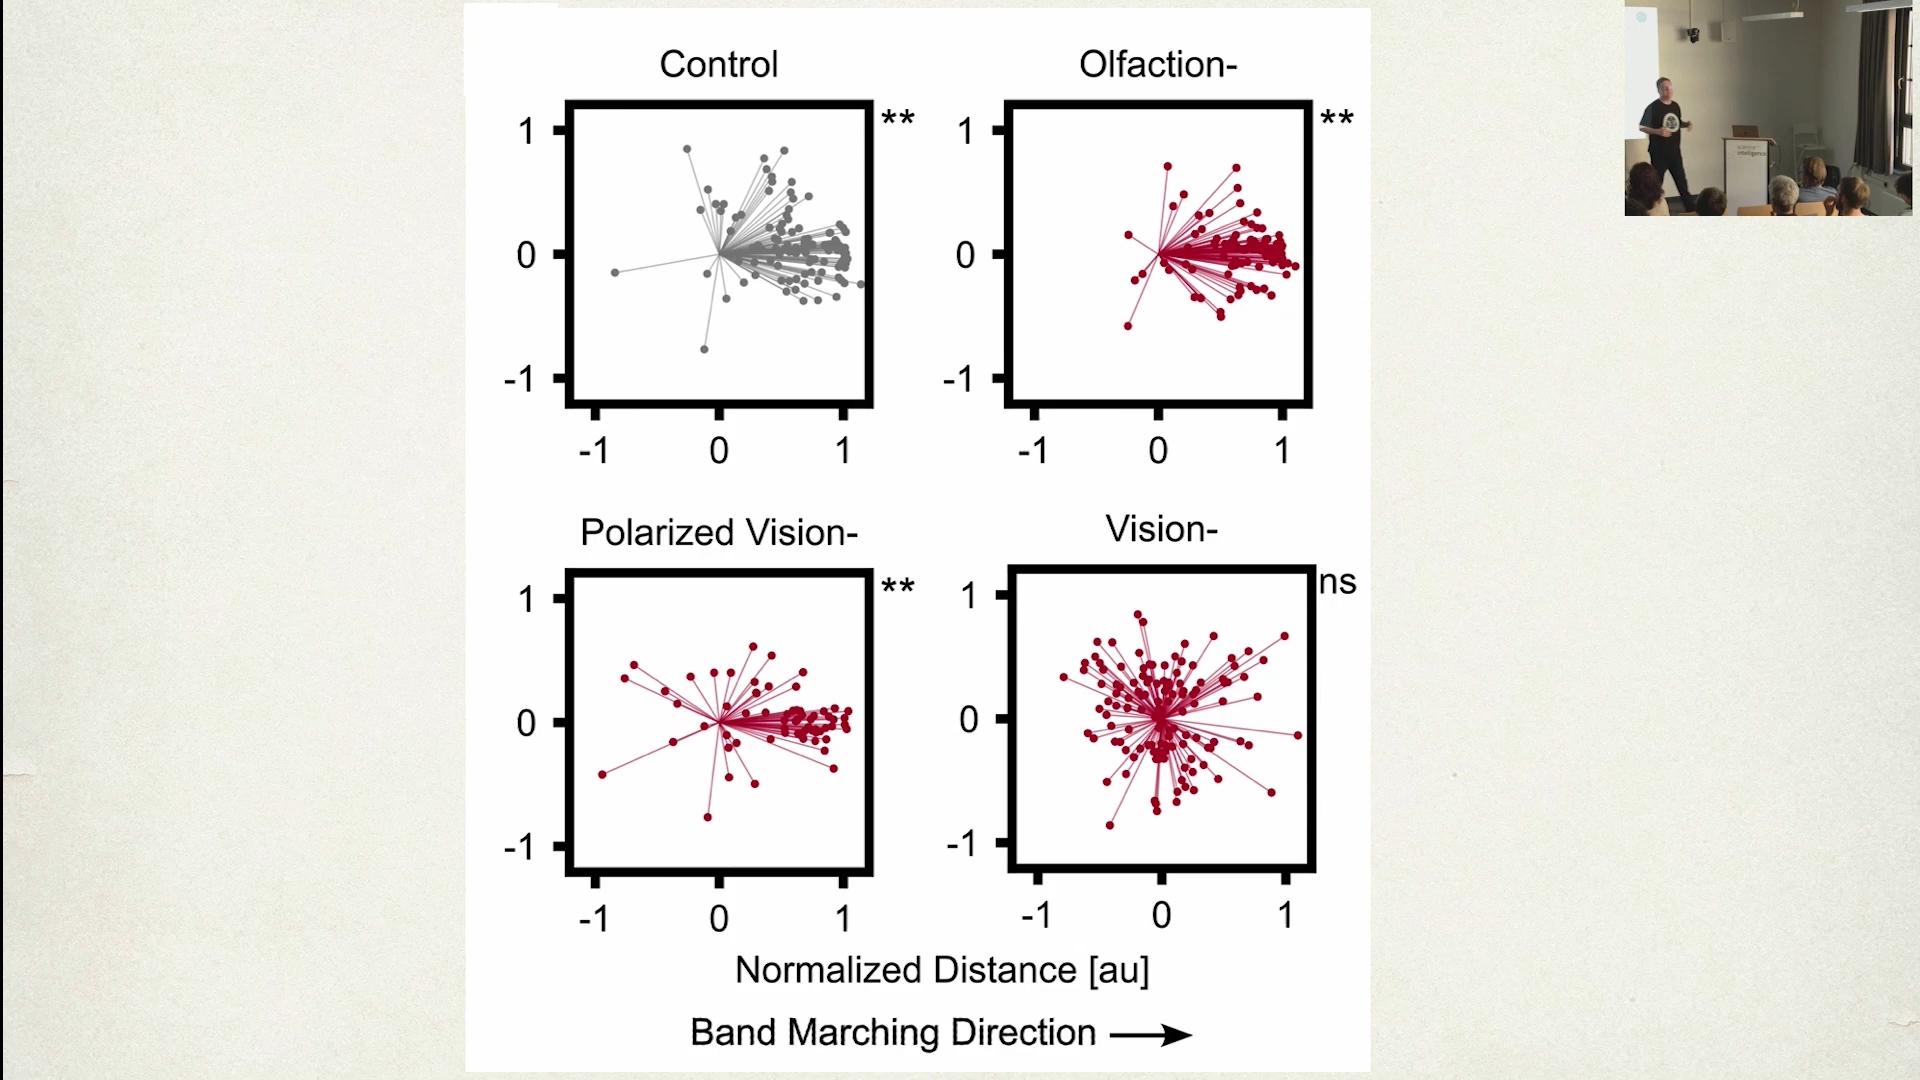 Control
**
1
0
-1
-1 0 1
Olfaction-
**
1
0
-1
-1 0 1
Polarized Vision-
**
1
0
-1
-1 0 1
Vision-
ns
1
0
-1
-1 0 1
Normalized Distance [au]
Band Marching Direction
intelligence